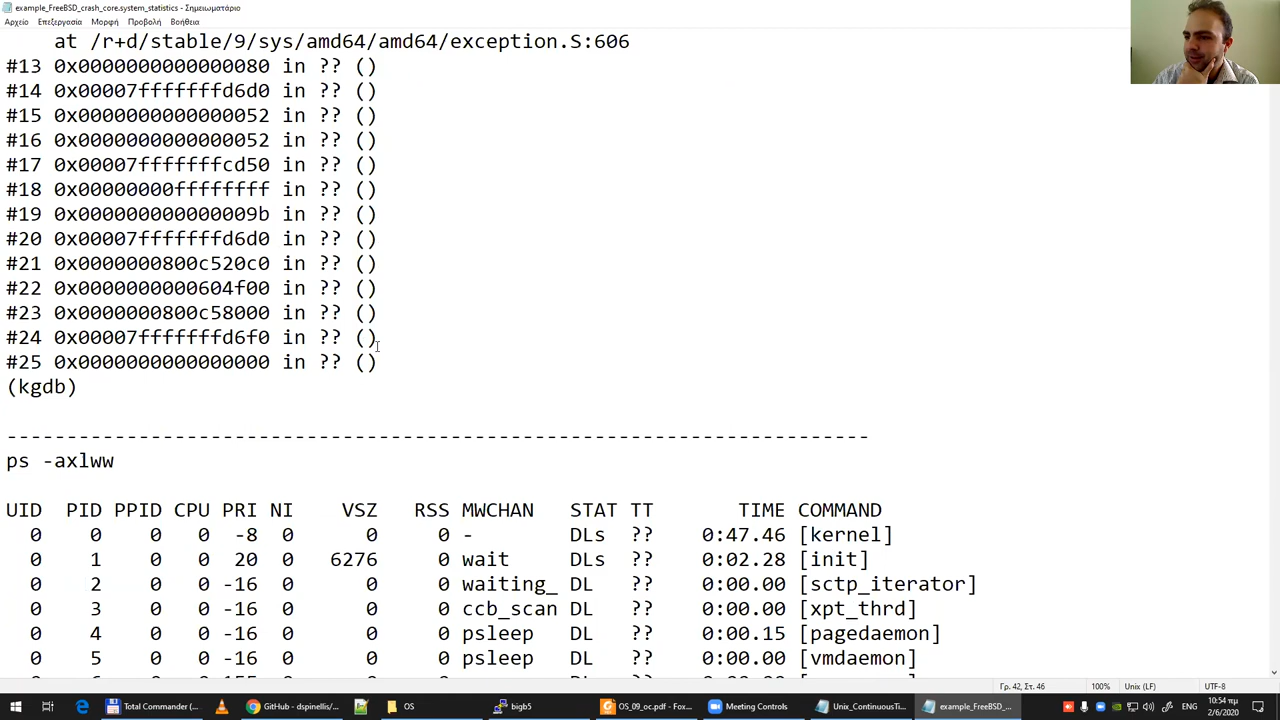 example_FreeBSD_crash_core.system_statistics - Σημειωματάριο
Αρχείο Επεξεργασία Μορφή Προβολή Βοήθεια
at /r+d/stable/9/sys/amd64/amd64/exception.S:606
#13 0x0000000000000080 in ?? ()
#14 0x00007fffffffd6d0 in ?? ()
#15 0x0000000000000052 in ?? ()
#16 0x0000000000000052 in ?? ()
#17 0x00007fffffffcd50 in ?? ()
#18 0x00000000ffffffff in ?? ()
#19 0x000000000000009b in ?? ()
#20 0x00007fffffffd6d0 in ?? ()
#21 0x0000000800c520c0 in ?? ()
#22 0x0000000000604f00 in ?? ()
#23 0x0000000800c58000 in ?? ()
#24 0x00007fffffffd6f0 in ?? ()
#25 0x0000000000000000 in ?? ()
(kgdb)
------------------------------------------------------------------------
ps -axlww
UID PID PPID CPU PRI NI VSZ RSS MWCHAN STAT TT TIME COMMAND
0 0 0 0 -8 0 0 0 - DLs ?? 0:47.46 [kernel]
0 1 0 0 20 0 6276 0 wait DLs ?? 0:02.28 [init]
0 2 0 0 -16 0 0 0 waiting_ DL ?? 0:00.00 [sctp_iterator]
0 3 0 0 -16 0 0 0 ccb_scan DL ?? 0:00.00 [xpt_thrd]
0 4 0 0 -16 0 0 0 psleep DL ?? 0:00.15 [pagedaemon]
0 5 0 0 -16 0 0 0 psleep DL ?? 0:00.00 [vmdaemon]
Γρ. 42, Στ. 46 100% Unix (LF) UTF-8
Total Commander (... GitHub - dspinellis/... OS bigb5 OS_09_oc.pdf - Fox... Meeting Controls Unix_ContinuousTi... example_FreeBSD_... 10:54 πμ
2/6/2020